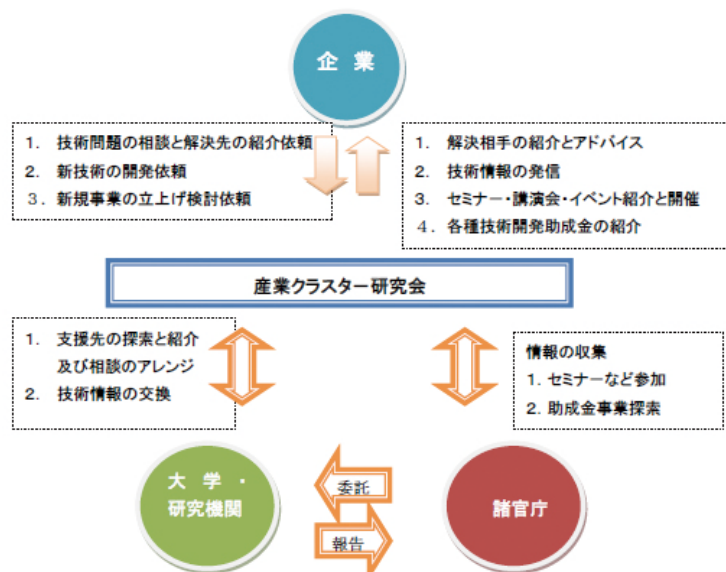 企 業
1. 技術問題の相談と解決先の紹介依頼
2. 新技術の開発依頼
３. 新規事業の立上げ検討依頼
1. 解決相手の紹介とアドバイス
2. 技術情報の発信
3. セミナー・講演会・イベント紹介と開催
４. 各種技術開発助成金の紹介
産業クラスター研究会
1. 支援先の探索と紹介
及び相談のアレンジ
2. 技術情報の交換
情報の収集
1. セミナーなど参加
2. 助成金事業探索
大 学 ・
研究機関
委託
報告
諸官庁